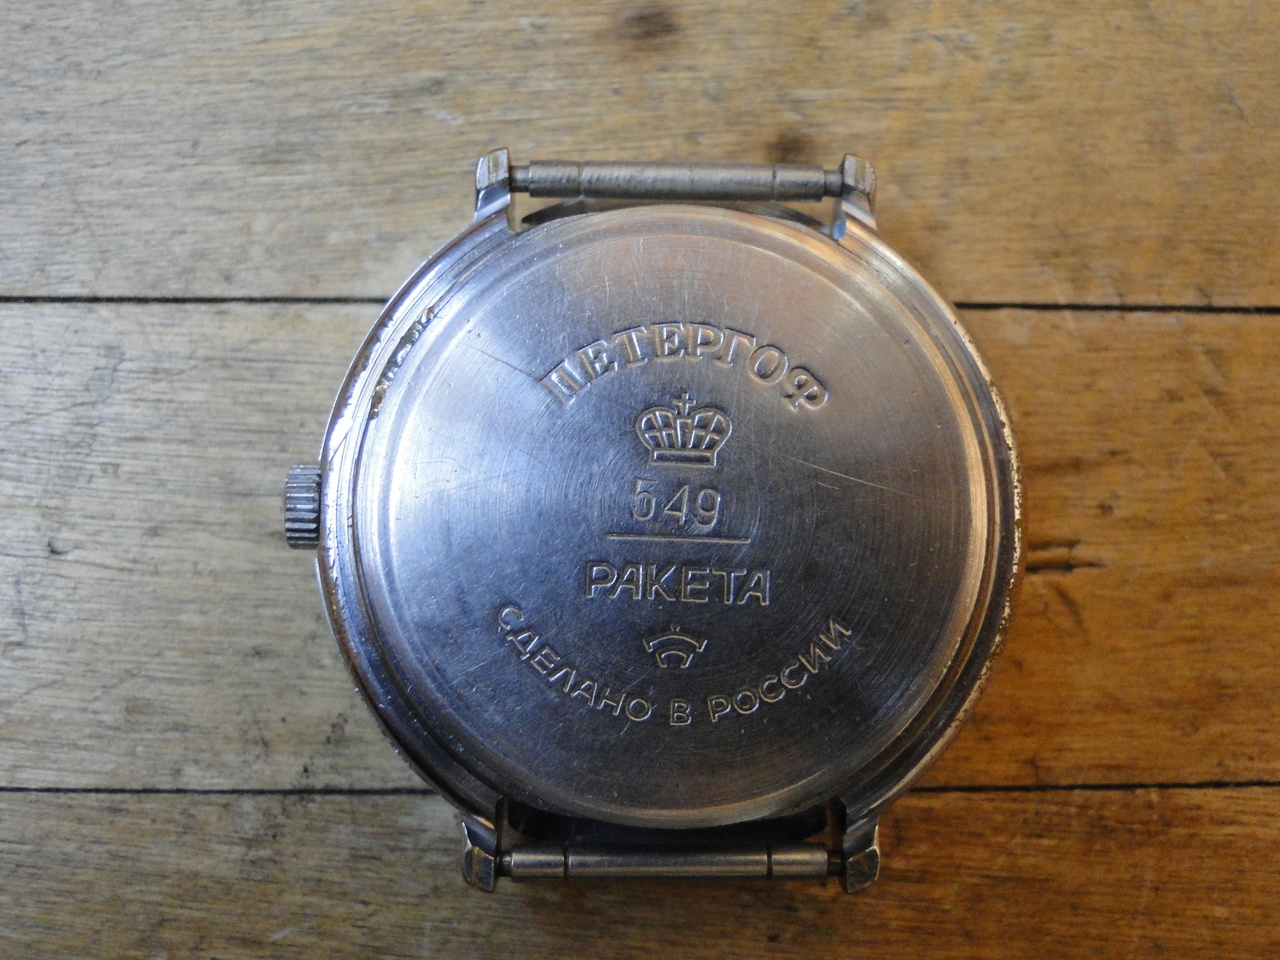 ПЕТЕРГОФ
549
РАКЕТА
СДЕЛАНО В РОССИИ